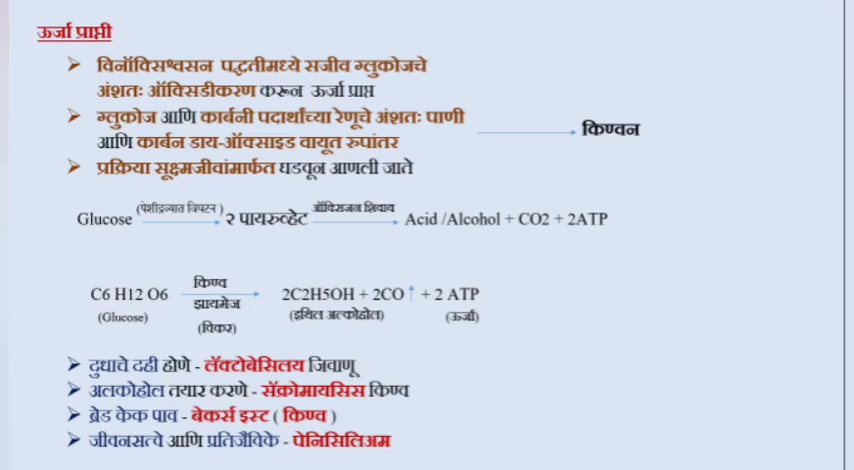 ऊर्जा प्राप्ती
विनॉक्सिश्वसन पद्धतीमध्ये सजीव ग्लुकोजचे
अंशतः ऑक्सिडीकरण करून ऊर्जा प्राप्त
ग्लुकोज आणि कार्बनी पदार्थांच्या रेणूचे अंशतः पाणी
आणि कार्बन डाय-ऑक्साइड वायूत रुपांतर
किण्वन
प्रक्रिया सूक्ष्मजीवांमार्फत घडवून आणली जाते
Glucose (पेशीद्रव्यात विघटन) २ पायरुव्हेट ऑक्सिजन शिवाय Acid /Alcohol + CO2 + 2ATP
किण्व
C6 H12 O6 झायमेज 2C2H5OH + 2CO↑ + 2 ATP
(Glucose) (विकर) (इथिल अल्कोहोल) (ऊर्जा)
दुधाचे दही होणे - लॅक्टोबेसिलय जिवाणू
अलकोहोल तयार करणे - सॅक्रोमायसिस किण्व
ब्रेड केक पाव - बेकर्स इस्ट ( किण्व )
जीवनसत्वे आणि प्रतिजैविके - पेनिसिलिअम